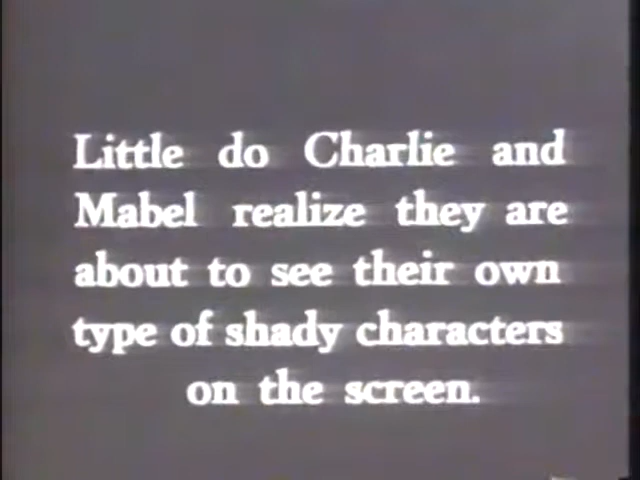 Little do Charlie and
Mabel realize they are
about to see their own
type of shady characters
on the screen.